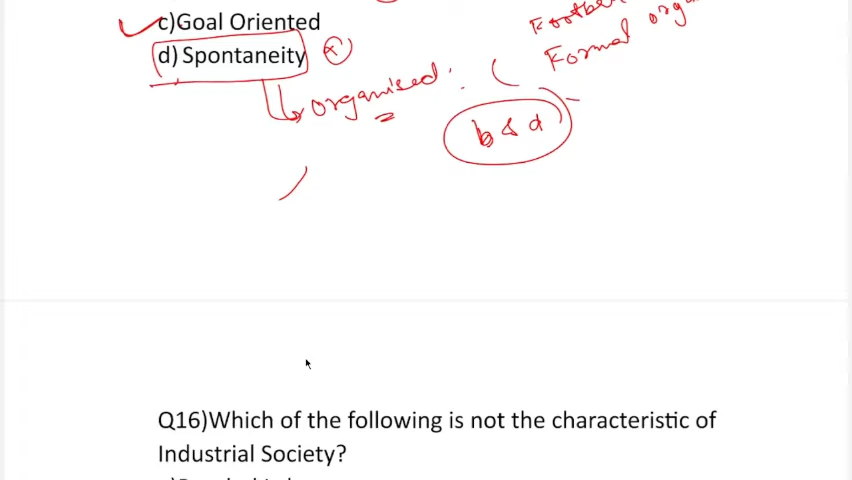 c)Goal Oriented
d) Spontaneity
Formal
organised :
b & d
Q16)Which of the following is not the characteristic of
Industrial Society?